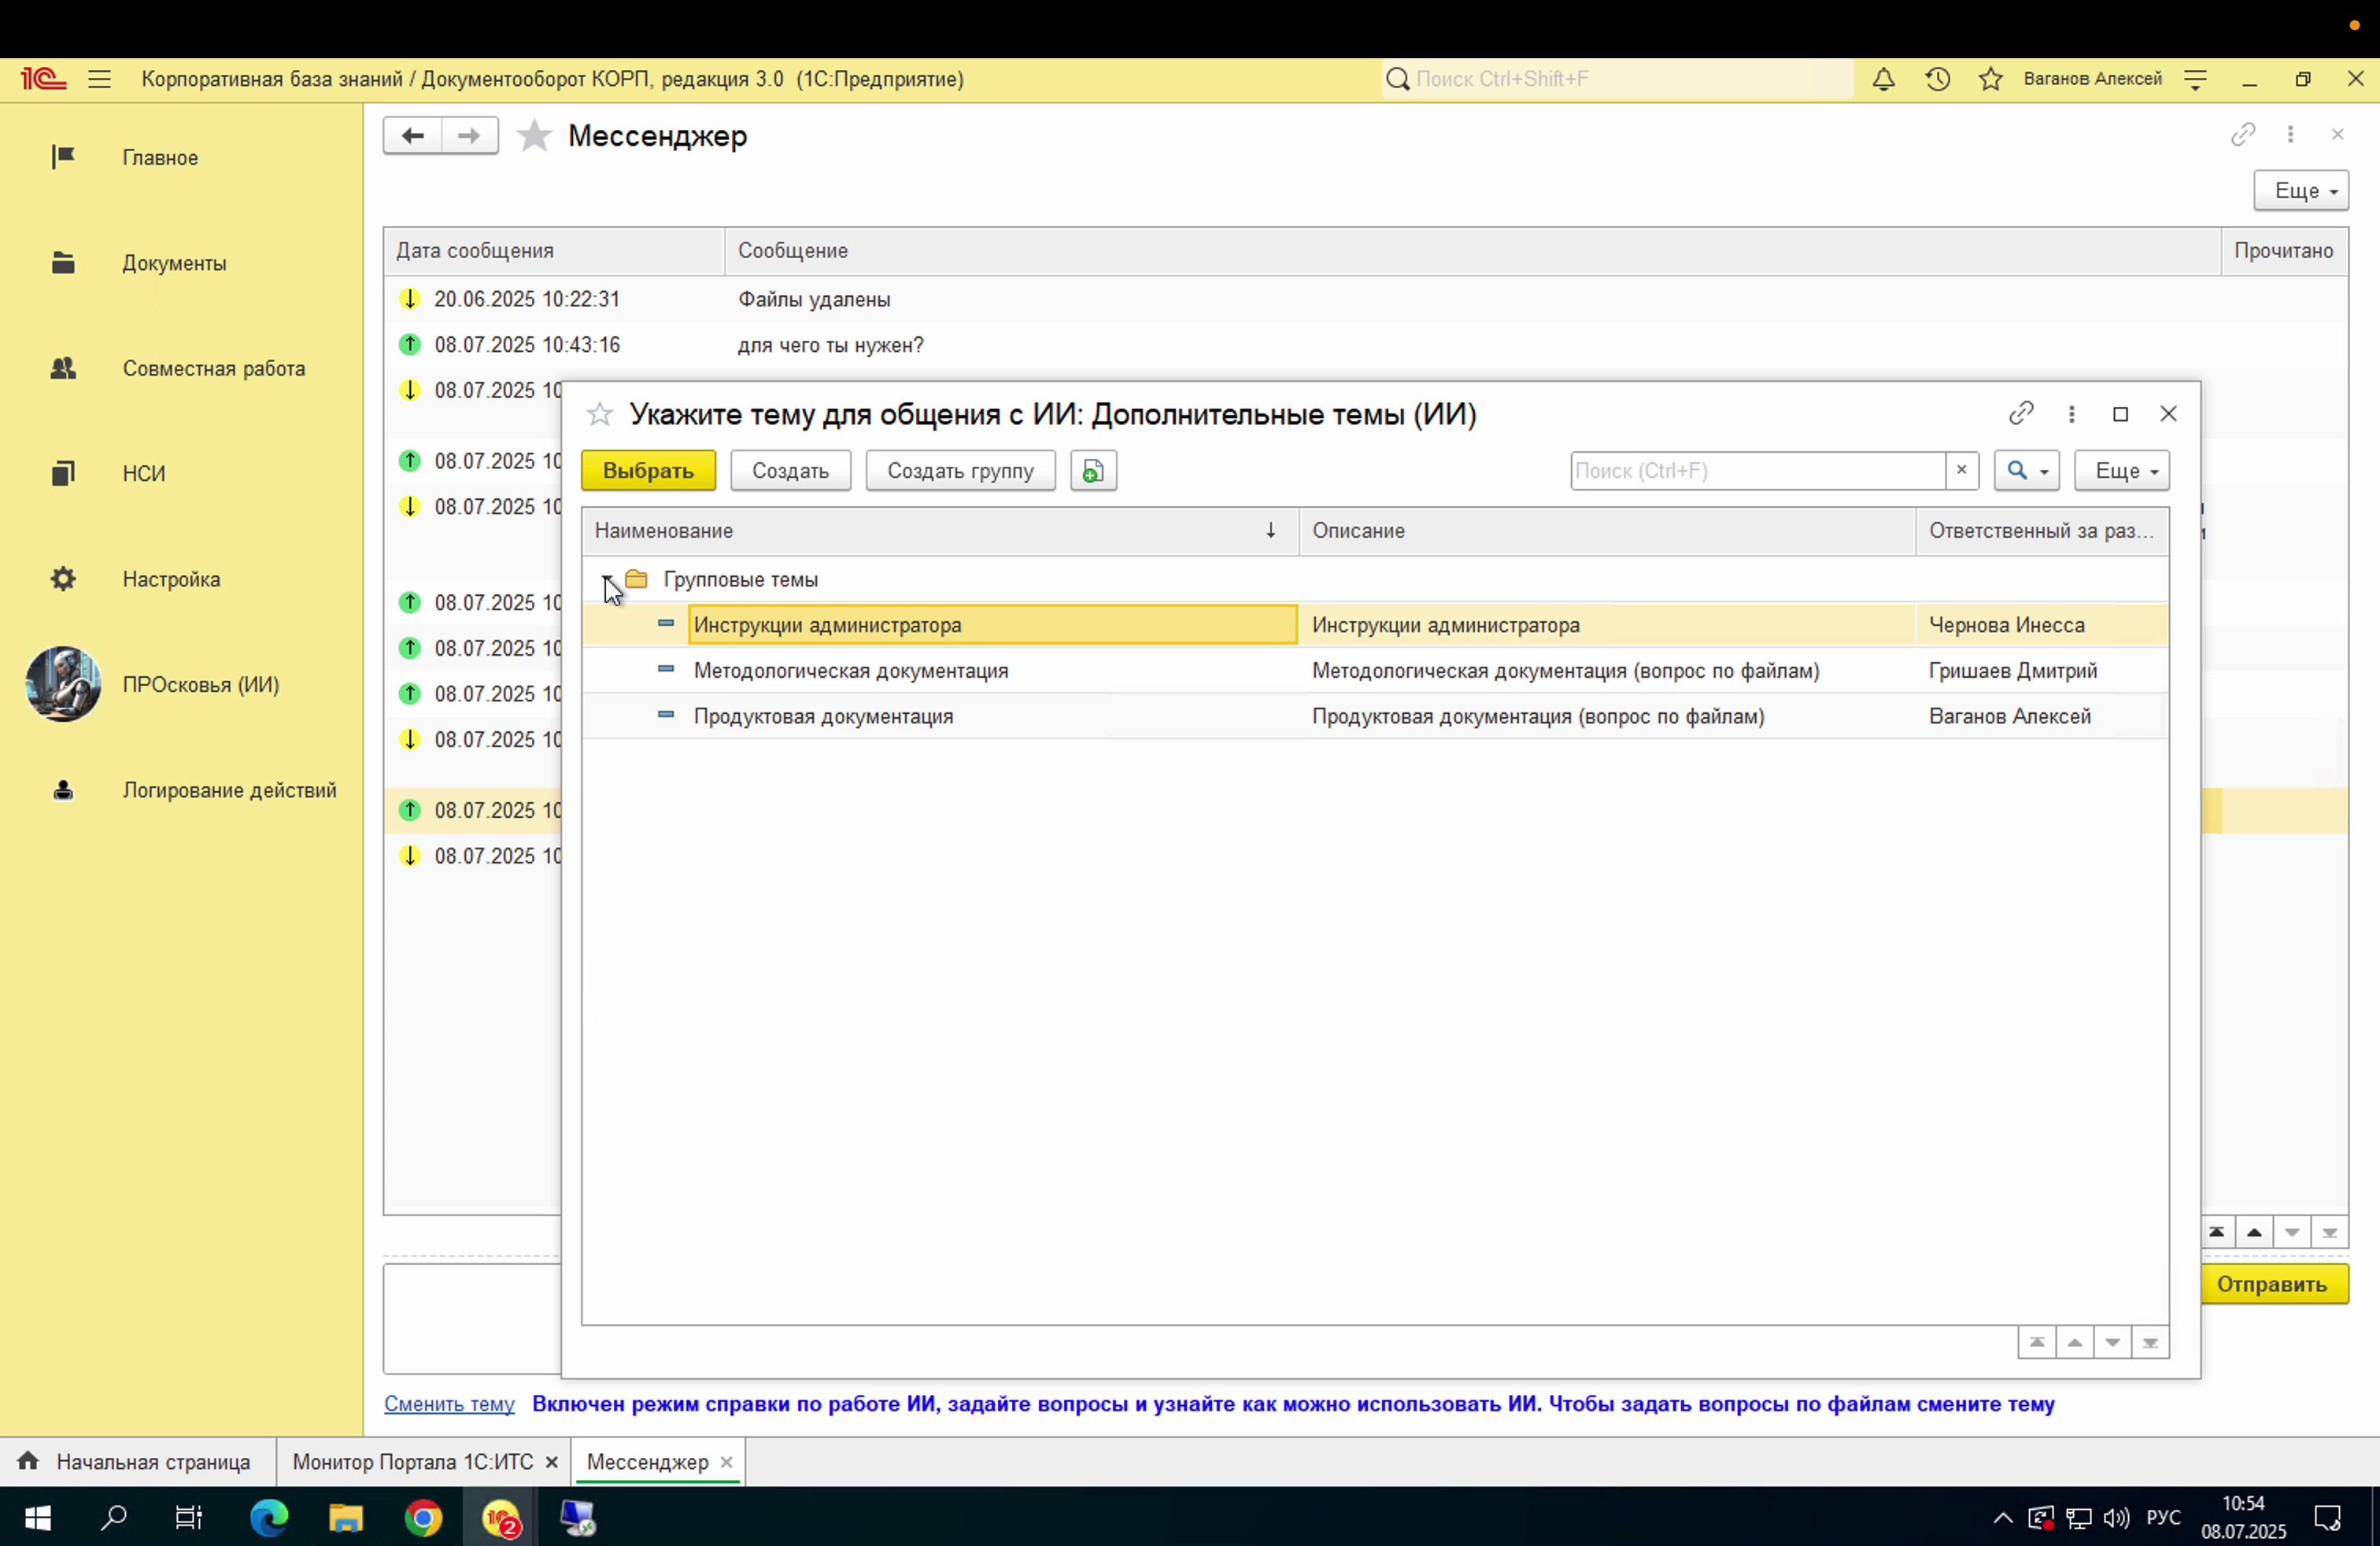 1С Корпоративная база знаний / Документооборот КОРП, редакция 3.0 (1С:Предприятие) Поиск Ctrl+Shift+F Ваганов Алексей
Главное
Документы
Совместная работа
НСИ
Настройка
ПРОсковья (ИИ)
Логирование действий
Мессенджер
Еще
Дата сообщения Сообщение Прочитано
20.06.2025 10:22:31 Файлы удалены
08.07.2025 10:43:16 для чего ты нужен?
08.07.2025 10
08.07.2025 10
08.07.2025 10
08.07.2025 10
08.07.2025 10
08.07.2025 10
08.07.2025 10
08.07.2025 10
08.07.2025 10
Укажите тему для общения с ИИ: Дополнительные темы (ИИ)
Выбрать Создать Создать группу Поиск (Ctrl+F) Еще
Наименование Описание Ответственный за раз...
Групповые темы
Инструкции администратора Инструкции администратора Чернова Инесса
Методологическая документация Методологическая документация (вопрос по файлам) Гришаев Дмитрий
Продуктовая документация Продуктовая документация (вопрос по файлам) Ваганов Алексей
Отправить
Сменить тему Включен режим справки по работе ИИ, задайте вопросы и узнайте как можно использовать ИИ. Чтобы задать вопросы по файлам смените тему
Начальная страница Монитор Портала 1С:ИТС Мессенджер
2 РУС 10:54
08.07.2025